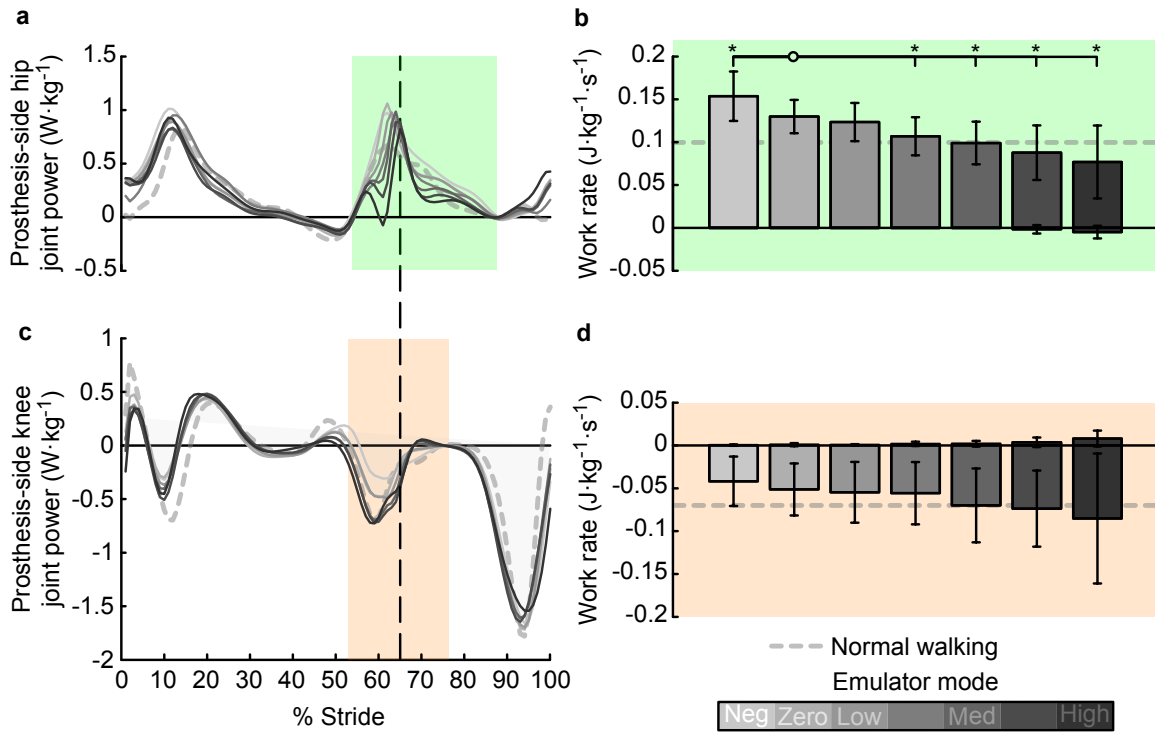 a
Prosthesis-side hip
joint power (W·kg⁻¹)
1.5
1
0.5
0
-0.5
b
Work rate (J·kg⁻¹·s⁻¹)
0.2
0.15
0.1
0.05
0
-0.05
* * * * *
c
Prosthesis-side knee
joint power (W·kg⁻¹)
1
0.5
0
-0.5
-1
-1.5
-2
0 10 20 30 40 50 60 70 80 90 100
% Stride
d
Work rate (J·kg⁻¹·s⁻¹)
0.05
0
-0.05
-0.1
-0.15
-0.2
Normal walking
Emulator mode
Neg Zero Low Med High